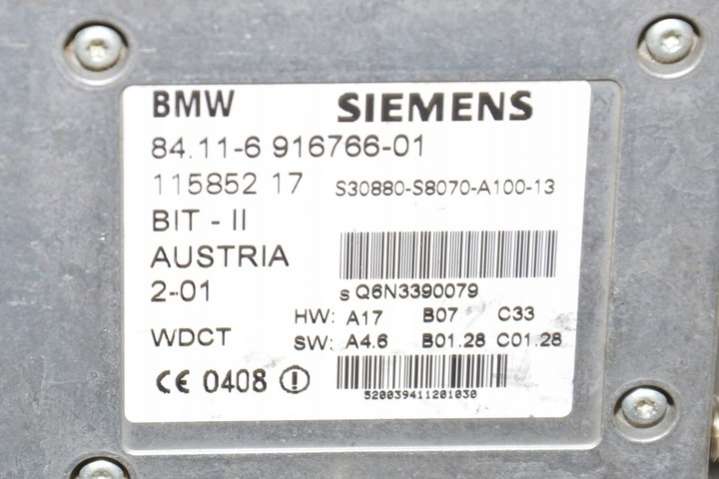 BMW SIEMENS
84.11-6 916766-01
115852 17 S30880-S8070-A100-13
BIT - II
AUSTRIA
2-01 s Q6N3390079
HW: A17 B07 C33
WDCT SW: A4.6 B01.28 C01.28
CE 0408
520039411201030